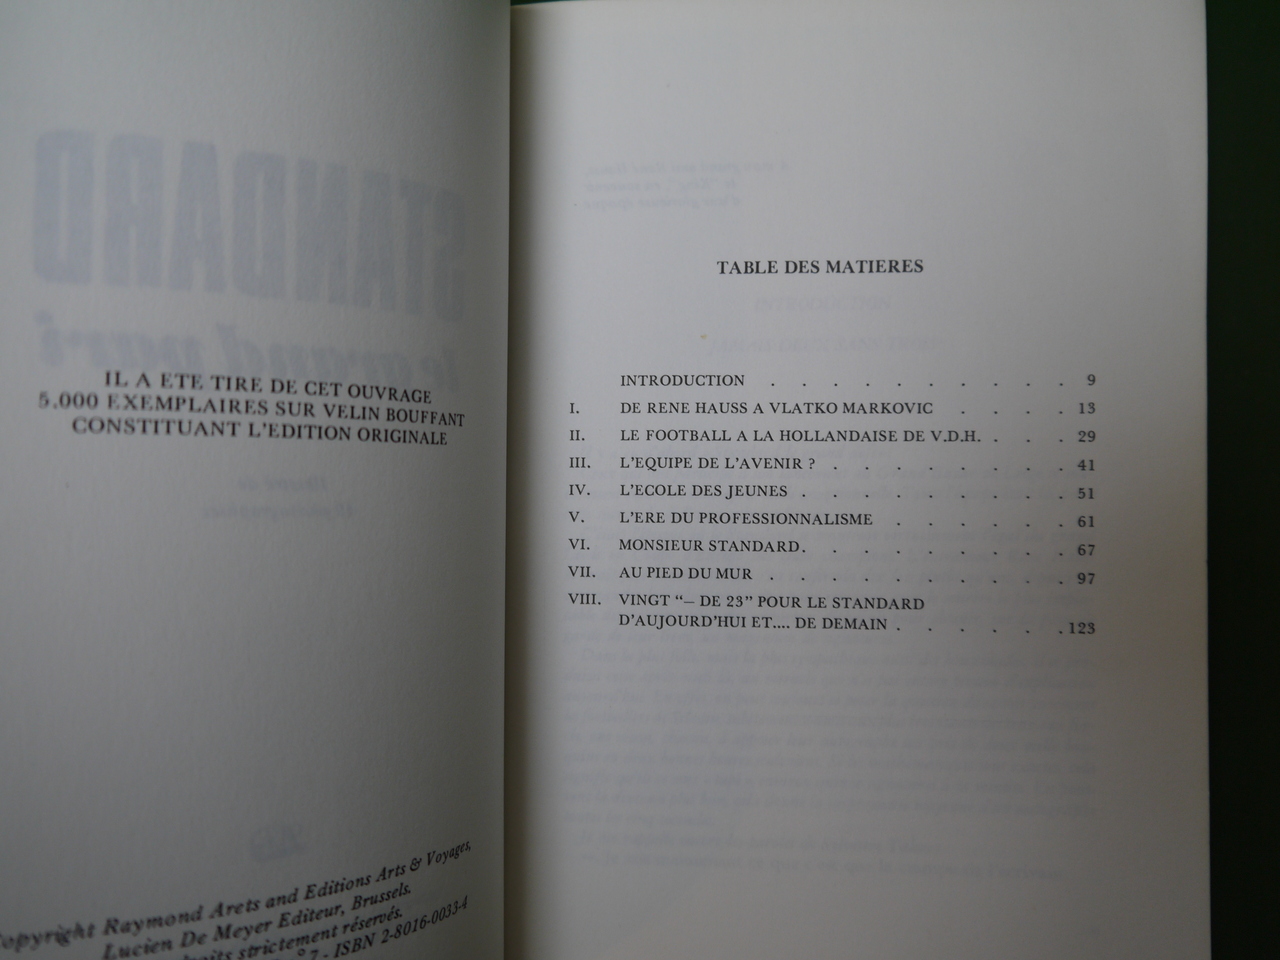 IL A ETE TIRE DE CET OUVRAGE
5.000 EXEMPLAIRES SUR VELIN BOUFFANT
CONSTITUANT L'EDITION ORIGINALE
Copyright Raymond Arets and Editions Arts & Voyages,
Lucien De Meyer Editeur, Brussels.
droits strictement réservés.
° 7 - ISBN 2-8016-0033-4
TABLE DES MATIERES
INTRODUCTION . . . . . . . . . . 9
I. DE RENE HAUSS A VLATKO MARKOVIC . . . . 13
II. LE FOOTBALL A LA HOLLANDAISE DE V.D.H. . . . 29
III. L'EQUIPE DE L'AVENIR ? . . . . . . . . 41
IV. L'ECOLE DES JEUNES . . . . . . . . . 51
V. L'ERE DU PROFESSIONNALISME . . . . . . 61
VI. MONSIEUR STANDARD. . . . . . . . . 67
VII. AU PIED DU MUR . . . . . . . . . . 97
VIII. VINGT “– DE 23” POUR LE STANDARD
D'AUJOURD'HUI ET.... DE DEMAIN . . . . . . 123